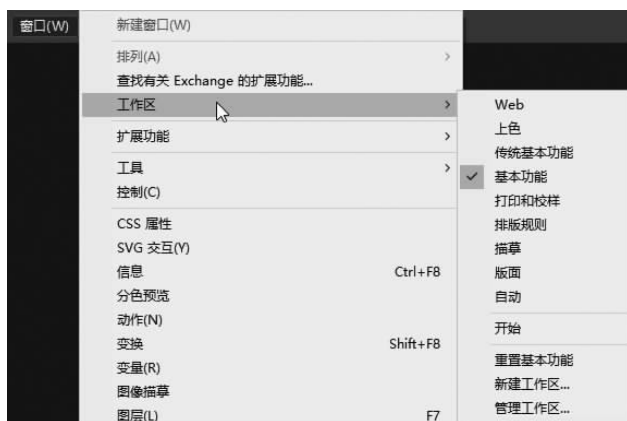 窗口(W)
新建窗口(W)
排列(A)
查找有关 Exchange 的扩展功能...
工作区
扩展功能
工具
控制(C)
CSS 属性
SVG 交互(Y)
信息 Ctrl+F8
分色预览
动作(N)
变换 Shift+F8
变量(R)
图像描摹
图层(L) F7
Web
上色
传统基本功能
基本功能
打印和校样
排版规则
描摹
版面
自动
开始
重置基本功能
新建工作区...
管理工作区...